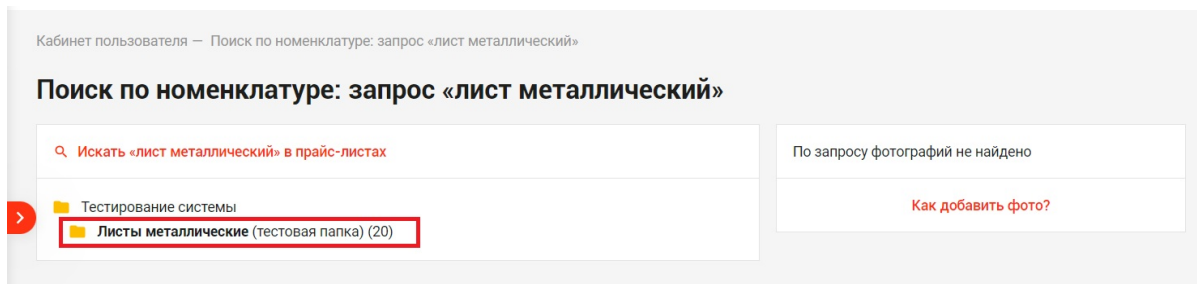 Кабинет пользователя — Поиск по номенклатуре: запрос «лист металлический»
Поиск по номенклатуре: запрос «лист металлический»
Искать «лист металлический» в прайс-листах
Тестирование системы
Листы металлические (тестовая папка) (20)
По запросу фотографий не найдено
Как добавить фото?